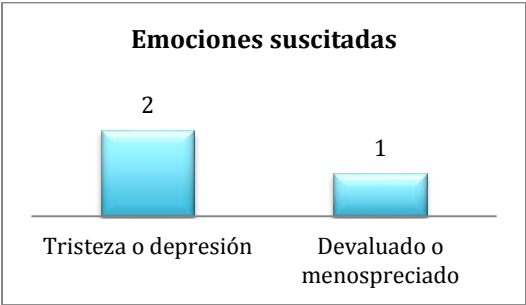 Emociones suscitadas
2
1
Tristeza o depresión
Devaluado o
menospreciado